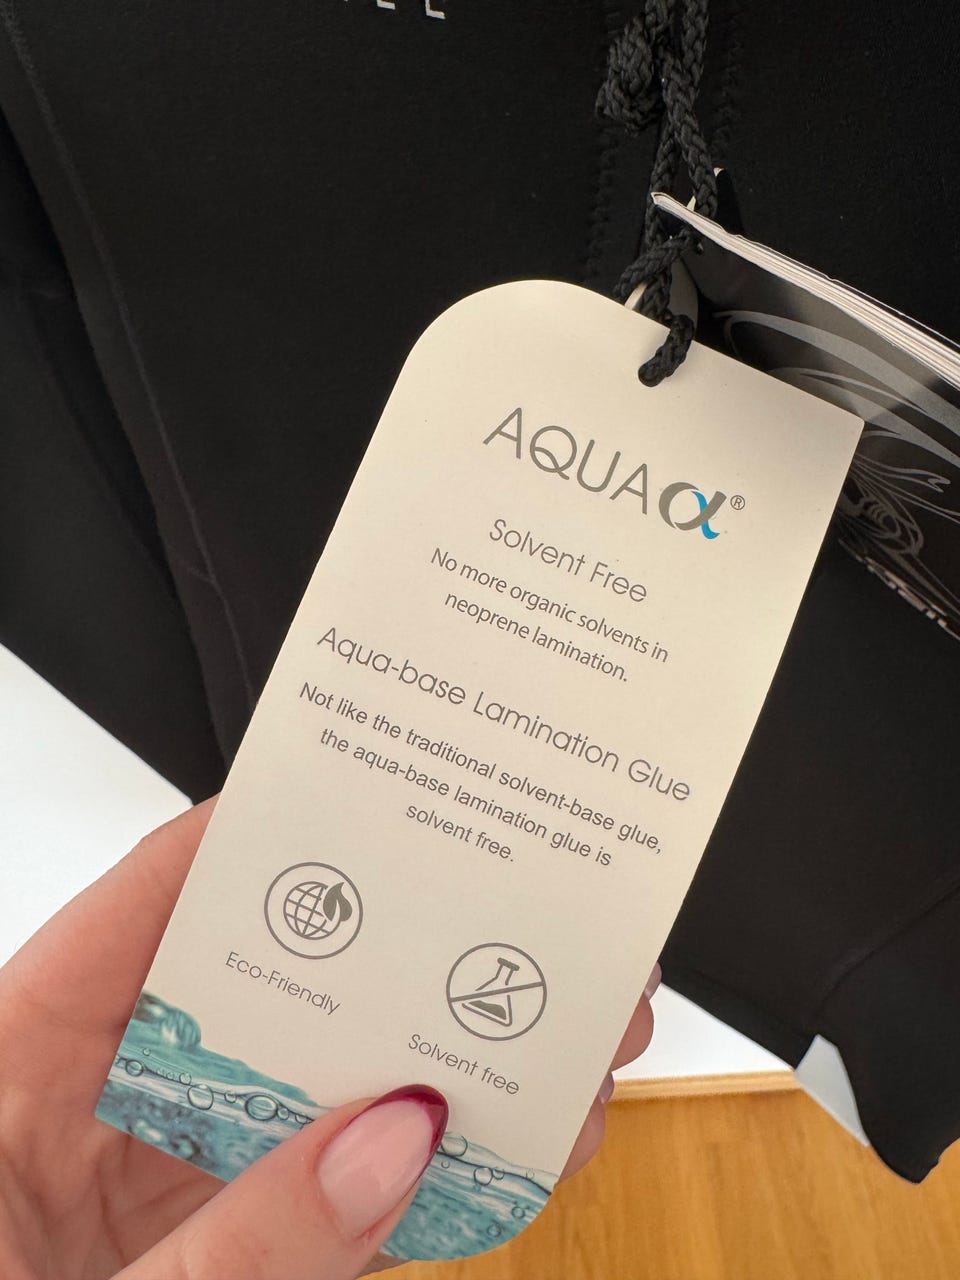 AQUA α®
Solvent Free
No more organic solvents in
neoprene lamination.
Aqua-base Lamination Glue
Not like the traditional solvent-base glue,
the aqua-base lamination glue is
solvent free.
Eco-Friendly
Solvent free